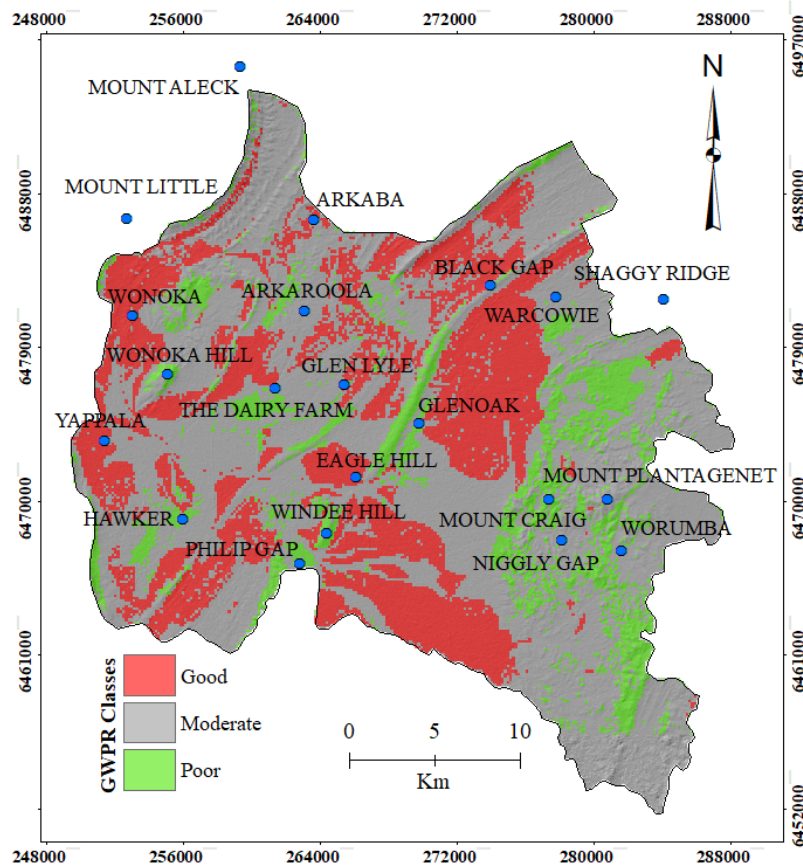 248000 256000 264000 272000 280000 288000
6497000
6497000
N
MOUNT ALECK
MOUNT LITTLE
ARKABA
6488000
6488000
BLACK GAP
SHAGGY RIDGE
WONOKA
ARKAROOLA
WARCOWIE
6479000
6479000
WONOKA HILL
GLEN LYLE
THE DAIRY FARM
GLENOAK
YAPPALA
EAGLE HILL
MOUNT PLANTAGENET
6470000
6470000
HAWKER
WINDEE HILL
MOUNT CRAIG
WORUMBA
PHILIP GAP
NIGGLY GAP
6461000
6461000
GWPR Classes
Good
Moderate
Poor
0 5 10
Km
6452000
6452000
248000 256000 264000 272000 280000 288000